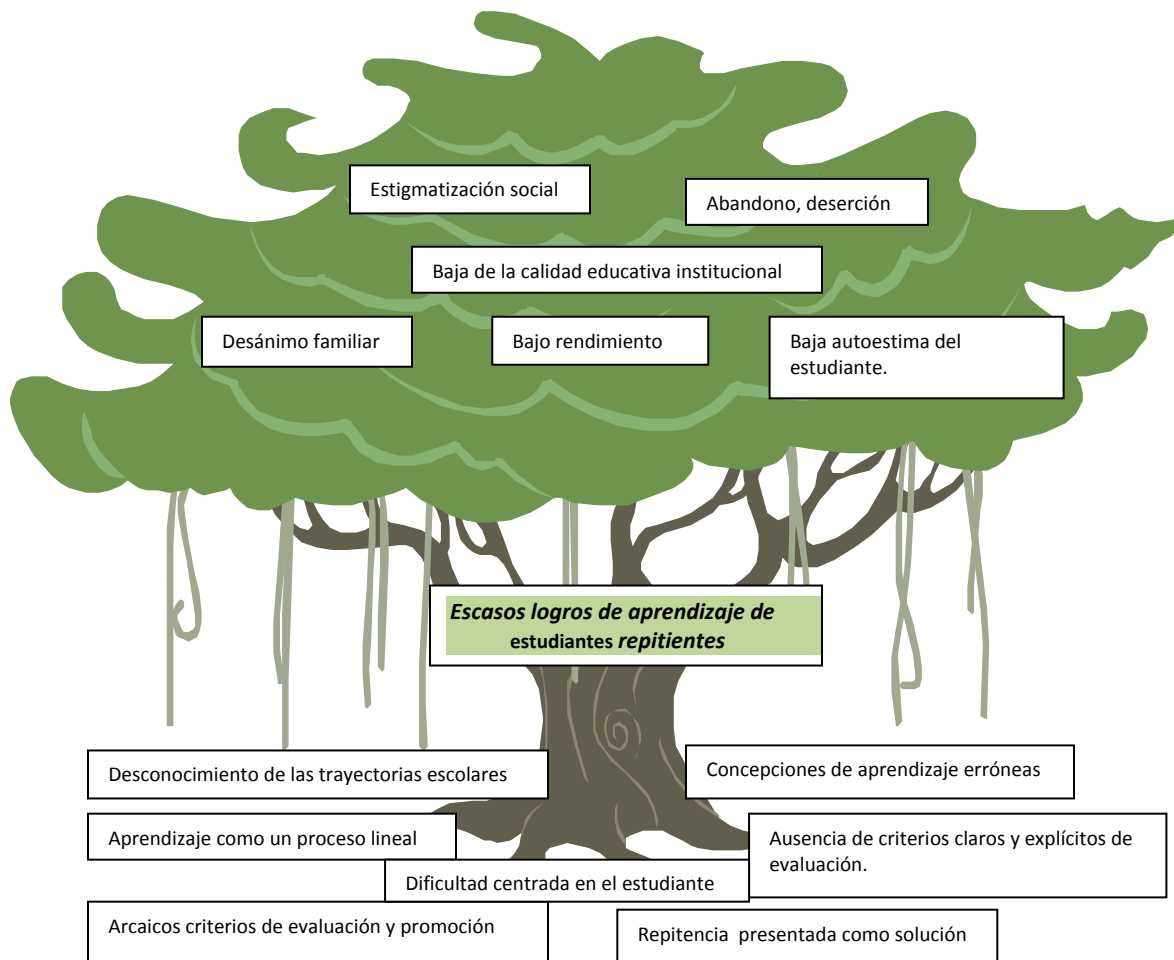 Estigmatización social
Abandono, deserción
Baja de la calidad educativa institucional
Desánimo familiar
Bajo rendimiento
Baja autoestima del
estudiante.
Escasos logros de aprendizaje de
estudiantes repitientes
Desconocimiento de las trayectorias escolares
Concepciones de aprendizaje erróneas
Aprendizaje como un proceso lineal
Ausencia de criterios claros y explícitos de
evaluación.
Dificultad centrada en el estudiante
Arcaicos criterios de evaluación y promoción
Repitencia  presentada como solución